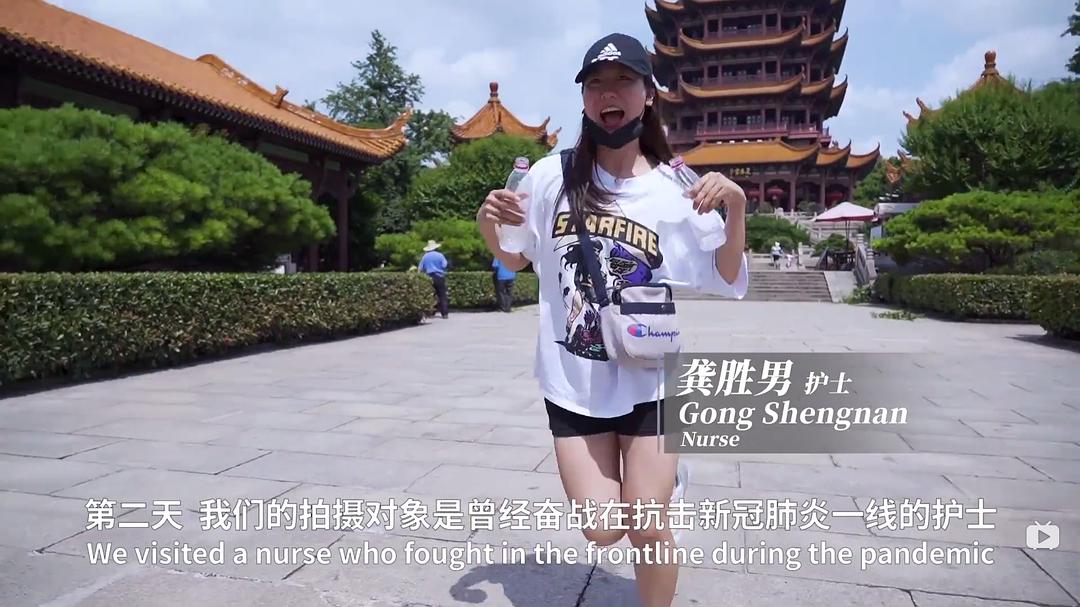 adidas
STARFIRE
Champion
龚胜男 护士
Gong Shengnan
Nurse
第二天 我们的拍摄对象是曾经奋战在抗击新冠肺炎一线的护士
We visited a nurse who fought in the frontline during the pandemic